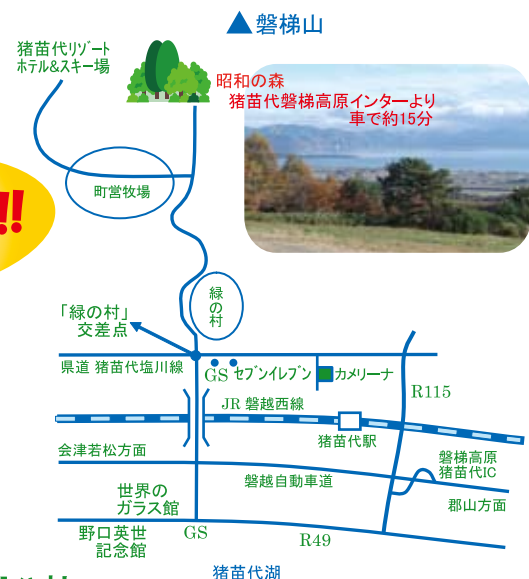 ▲磐梯山
猪苗代リゾート
ホテル&スキー場
昭和の森
猪苗代磐梯高原インターより
車で約15分
町営牧場
!!
緑の村
「緑の村」
交差点
県道 猪苗代塩川線
GS セブンイレブン
カメリーナ
R115
JR 磐越西線
猪苗代駅
会津若松方面
磐越自動車道
磐梯高原
猪苗代IC
世界の
ガラス館
郡山方面
野口英世
記念館
GS
R49
猪苗代湖